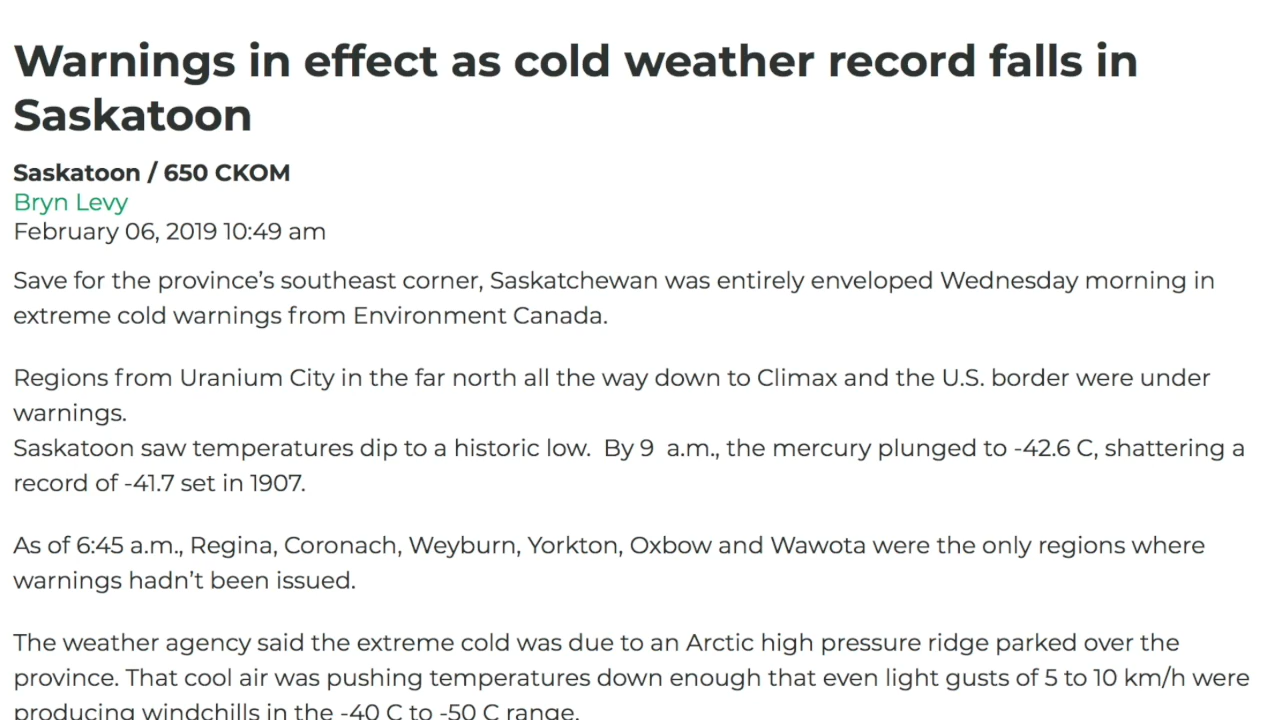 Warnings in effect as cold weather record falls in
Saskatoon
Saskatoon / 650 CKOM
Bryn Levy
February 06, 2019 10:49 am
Save for the province’s southeast corner, Saskatchewan was entirely enveloped Wednesday morning in
extreme cold warnings from Environment Canada.
Regions from Uranium City in the far north all the way down to Climax and the U.S. border were under
warnings.
Saskatoon saw temperatures dip to a historic low.  By 9  a.m., the mercury plunged to -42.6 C, shattering a
record of -41.7 set in 1907.
As of 6:45 a.m., Regina, Coronach, Weyburn, Yorkton, Oxbow and Wawota were the only regions where
warnings hadn’t been issued.
The weather agency said the extreme cold was due to an Arctic high pressure ridge parked over the
province. That cool air was pushing temperatures down enough that even light gusts of 5 to 10 km/h were
producing windchills in the -40 C to -50 C range.